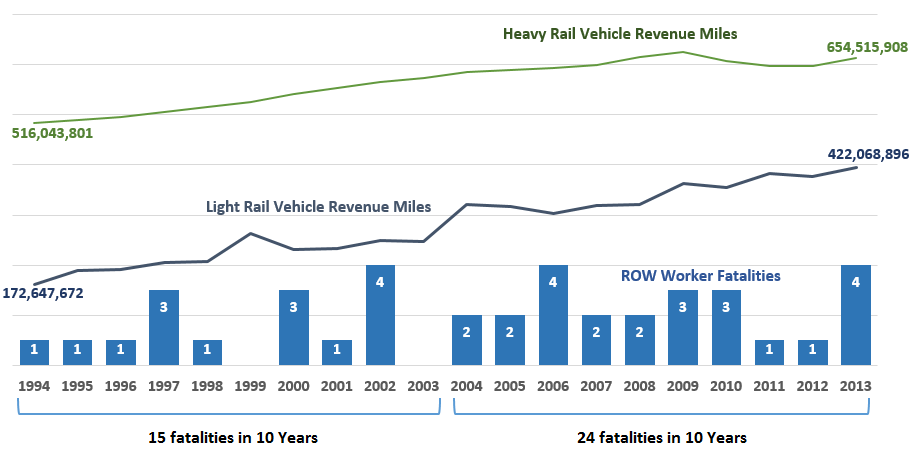 Heavy Rail Vehicle Revenue Miles
654,515,908
516,043,801
422,068,896
Light Rail Vehicle Revenue Miles
172,647,672
ROW Worker Fatalities
1 1 1 3 1 3 1 4 2 2 4 2 2 3 3 1 1 4
1994 1995 1996 1997 1998 1999 2000 2001 2002 2003 2004 2005 2006 2007 2008 2009 2010 2011 2012 2013
15 fatalities in 10 Years 24 fatalities in 10 Years